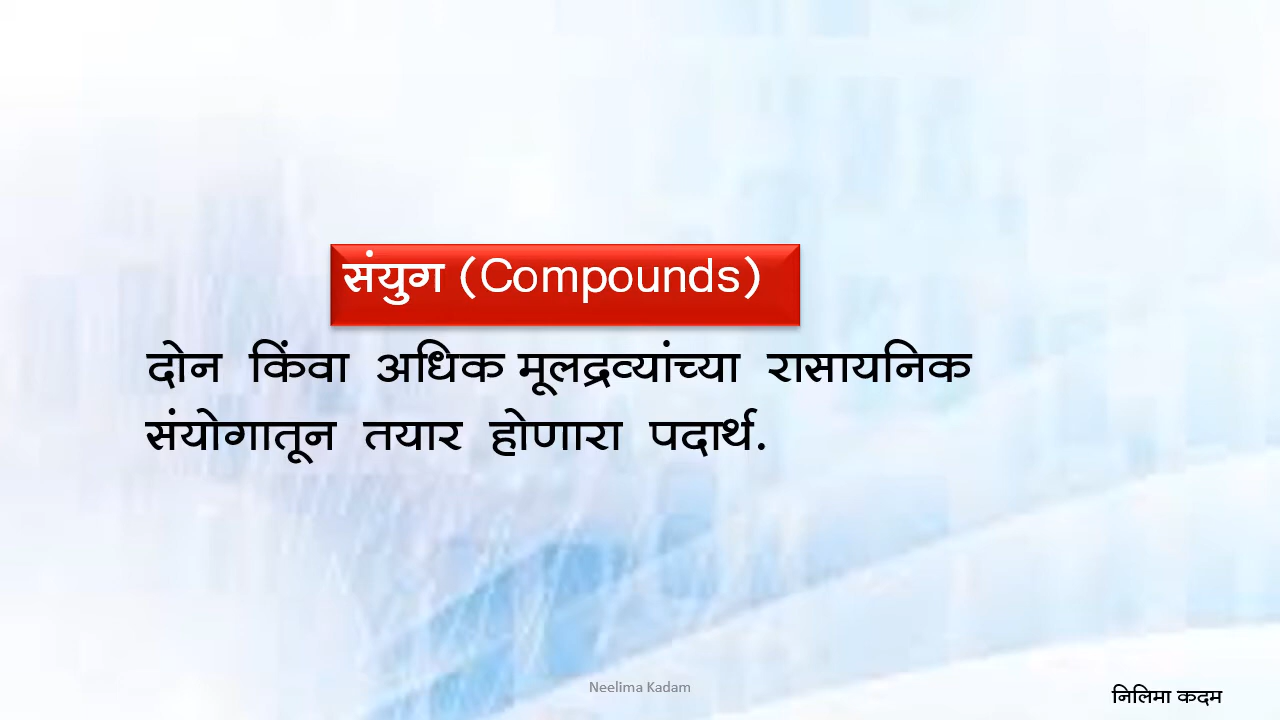 संयुग (Compounds)
दोन किंवा अधिक मूलद्रव्यांच्या रासायनिक
संयोगातून तयार होणारा पदार्थ.
Neelima Kadam
निलिमा कदम